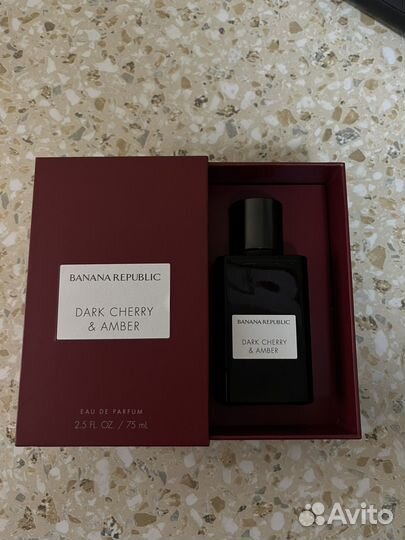 BANANA REPUBLIC
DARK CHERRY
& AMBER
EAU DE PARFUM
2.5 FL. OZ. / 75 mL
BANANA REPUBLIC
DARK CHERRY
& AMBER
Avito